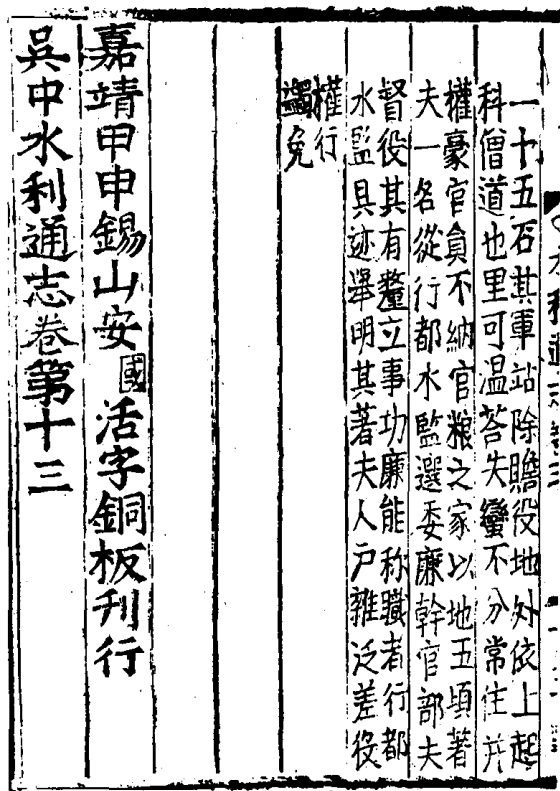 一十五石其軍站除贍役地外依上起
科僧道也里可温荅失蠻不分常住并
權豪官貟不納官粮之家以地五頃著
夫一名從行都水監選委廉幹官部夫
督役其有釐立事功廉能称職者行都
水監具迹舉明其著夫人户雜泛差役
權行
蠲免
嘉靖甲申錫山安國活字銅板刊行
吳中水利通志卷第十三